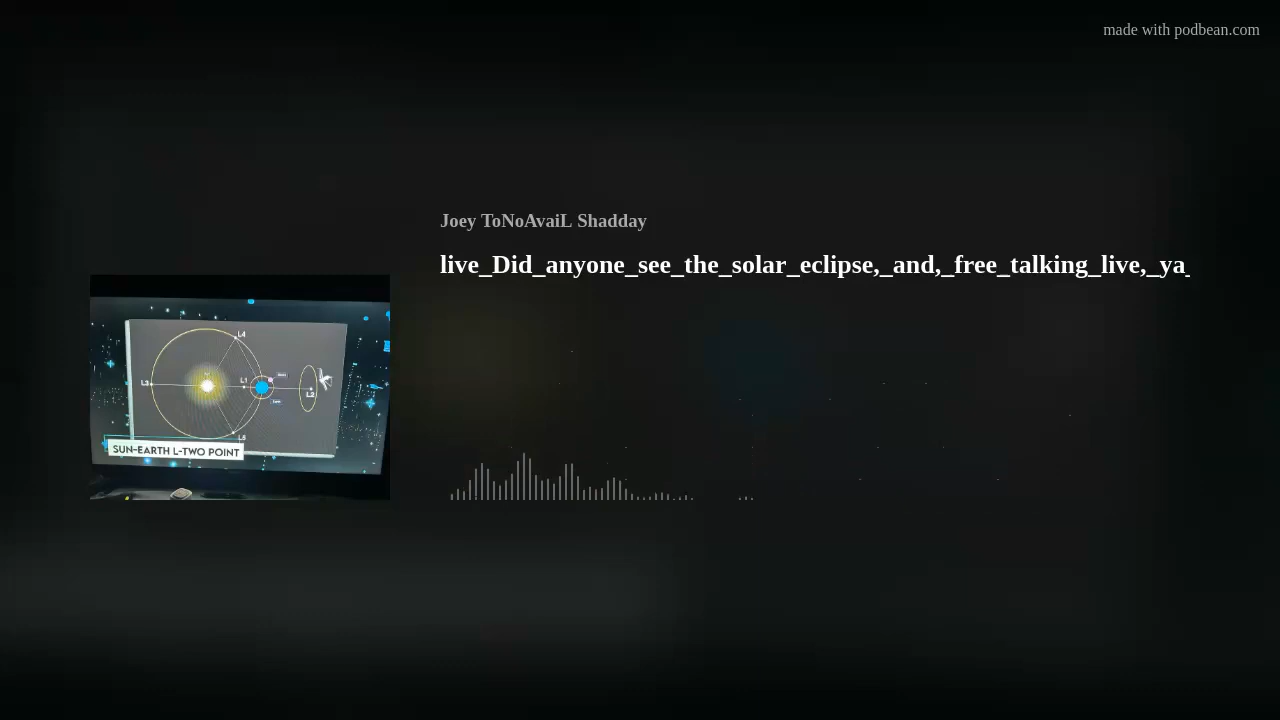 made with podbean.com
Joey ToNoAvaiL Shadday
live_Did_anyone_see_the_solar_eclipse,_and,_free_talking_live,_ya_
L4
L3
L1
L2
L5
SUN-EARTH L-TWO POINT